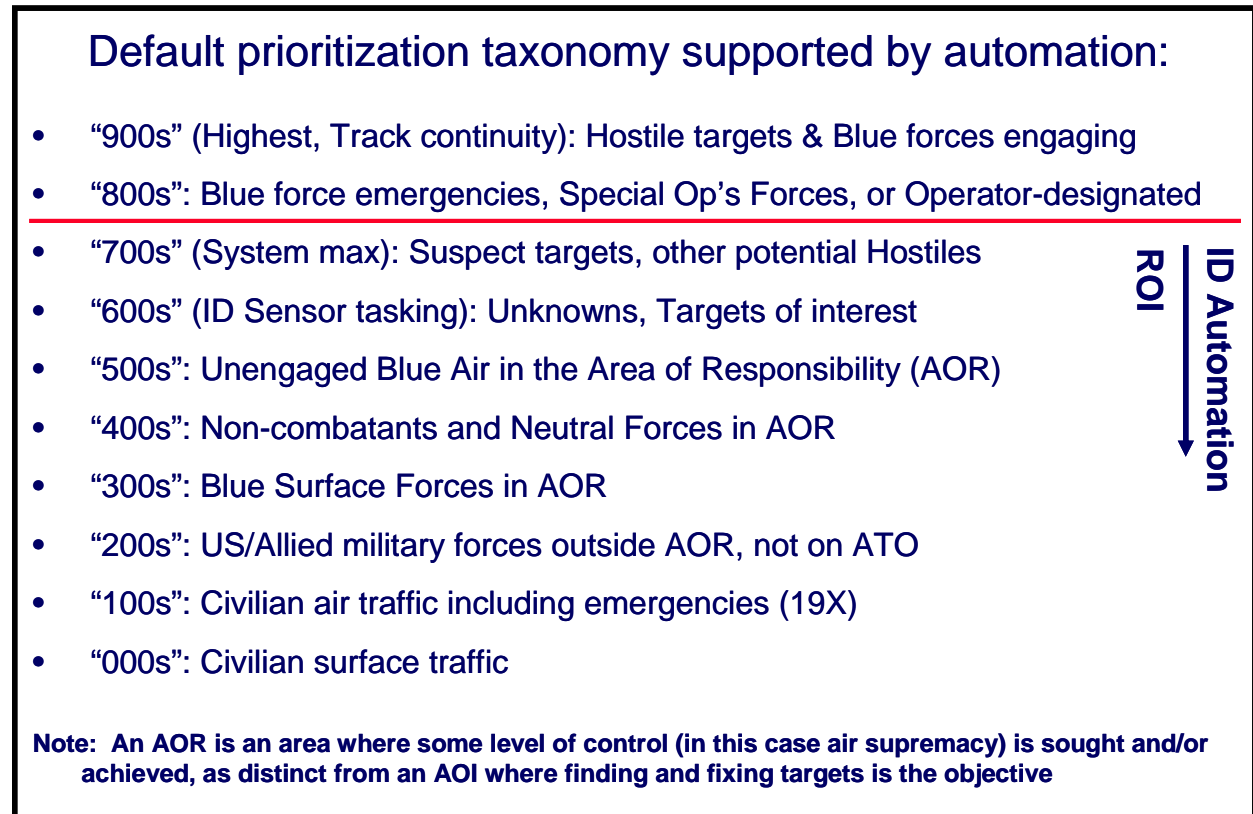 Default prioritization taxonomy supported by automation:
• “900s” (Highest, Track continuity): Hostile targets & Blue forces engaging
• “800s”: Blue force emergencies, Special Op’s Forces, or Operator-designated
• “700s” (System max): Suspect targets, other potential Hostiles
• “600s” (ID Sensor tasking): Unknowns, Targets of interest
• “500s”: Unengaged Blue Air in the Area of Responsibility (AOR)
• “400s”: Non-combatants and Neutral Forces in AOR
• “300s”: Blue Surface Forces in AOR
• “200s”: US/Allied military forces outside AOR, not on ATO
• “100s”: Civilian air traffic including emergencies (19X)
• “000s”: Civilian surface traffic
ID Automation
ROI
Note: An AOR is an area where some level of control (in this case air supremacy) is sought and/or
achieved, as distinct from an AOI where finding and fixing targets is the objective